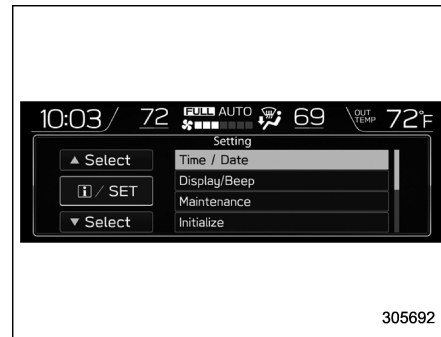 10:03 72 FULL AUTO 69 OUT TEMP 72°F
Setting
▲ Select
Time / Date
Display/Beep
i / SET
Maintenance
▼ Select
Initialize
305692